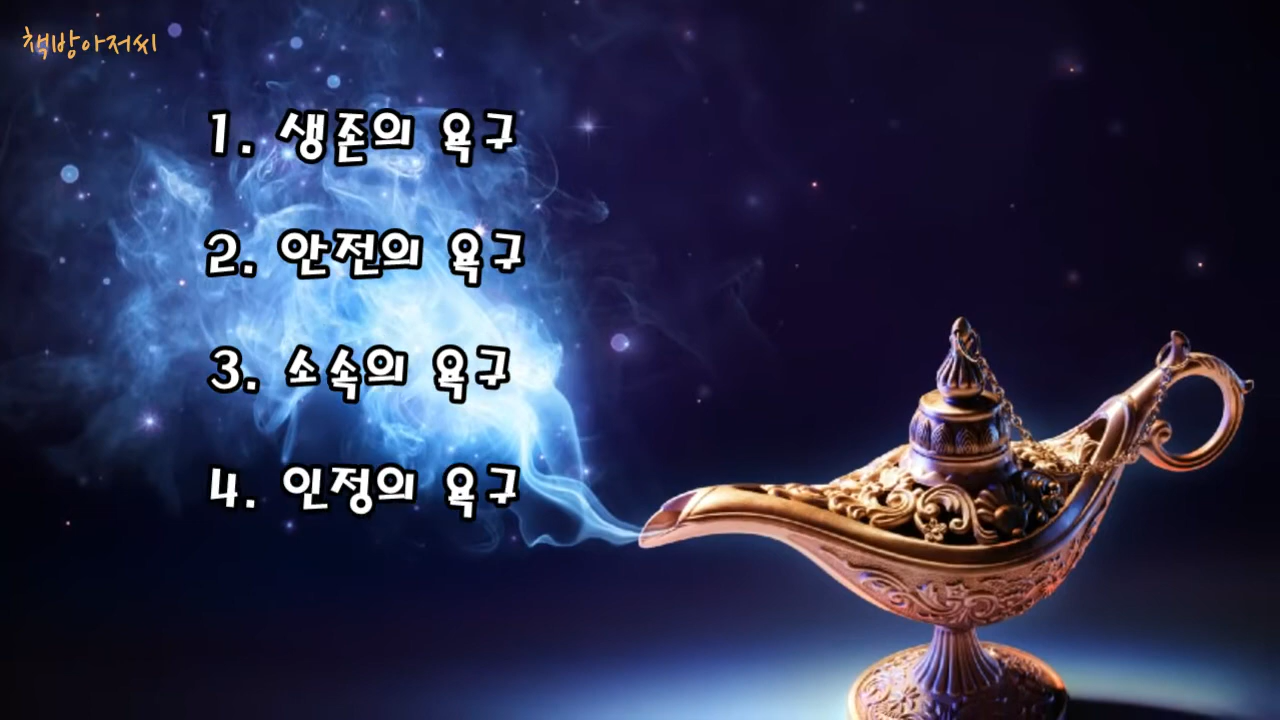 책방아저씨
1. 생존의 욕구
2. 안전의 욕구
3. 소속의 욕구
4. 인정의 욕구